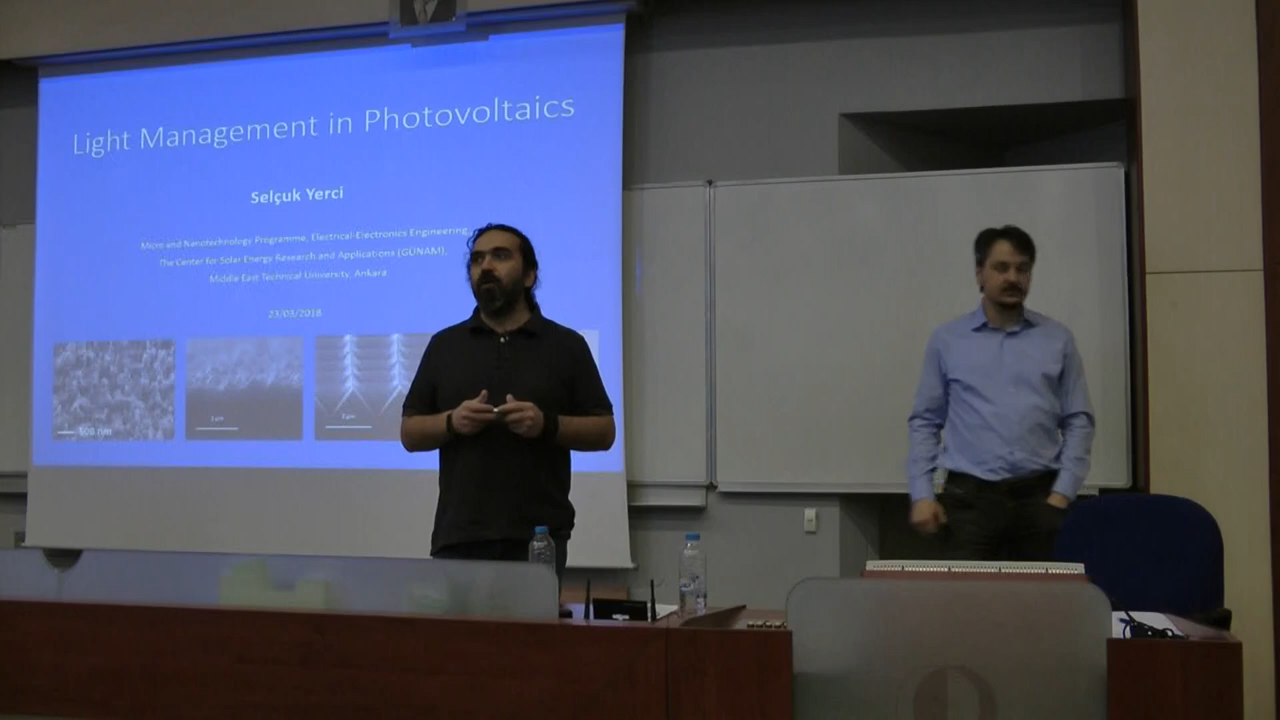 Light Management in Photovoltaics
Selçuk Yerci
Micro and Nanotechnology Programme, Electrical-Electronics Engineering,
The Center for Solar Energy Research and Applications (GÜNAM),
Middle East Technical University, Ankara
23/03/2018
500 nm